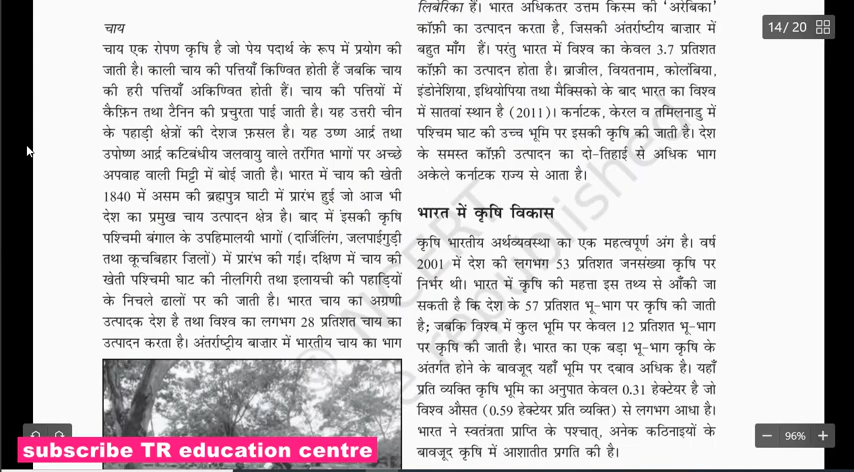 चाय
चाय एक रोपण कृषि है जो पेय पदार्थ के रूप में प्रयोग की
जाती है। काली चाय की पत्तियाँ किण्वित होती हैं जबकि चाय
की हरी पत्तियाँ अकिण्वित होती हैं। चाय की पत्तियों में
कैफ़िन तथा टैनिन की प्रचुरता पाई जाती है। यह उत्तरी चीन
के पहाड़ी क्षेत्रों की देशज फ़सल है। यह उष्ण आर्द्र तथा
उपोष्ण आर्द्र कटिबंधीय जलवायु वाले तरंगित भागों पर अच्छे
अपवाह वाली मिट्टी में बोई जाती है। भारत में चाय की खेती
1840 में असम की ब्रह्मपुत्र घाटी में प्रारंभ हुई जो आज भी
देश का प्रमुख चाय उत्पादन क्षेत्र है। बाद में इसकी कृषि
पश्चिमी बंगाल के उपहिमालयी भागों (दार्जिलिंग, जलपाईगुड़ी
तथा कूचबिहार ज़िलों) में प्रारंभ की गई। दक्षिण में चाय की
खेती पश्चिमी घाट की नीलगिरी तथा इलायची की पहाड़ियों
के निचले ढालों पर की जाती है। भारत चाय का अग्रणी
उत्पादक देश है तथा विश्व का लगभग 28 प्रतिशत चाय का
उत्पादन करता है। अंतर्राष्ट्रीय बाज़ार में भारतीय चाय का भाग
लिबेरिका हैं। भारत अधिकतर उत्तम किस्म की ‘अरेबिका’
कॉफ़ी का उत्पादन करता है, जिसकी अंतर्राष्टीय बाज़ार में
बहुत माँग हैं। परंतु भारत में विश्व का केवल 3.7 प्रतिशत
कॉफ़ी का उत्पादन होता है। ब्राजील, वियतनाम, कोलंबिया,
इंडोनेशिया, इथियोपिया तथा मैक्सिको के बाद भारत का विश्व
में सातवां स्थान है (2011)। कर्नाटक, केरल व तमिलनाडु में
पश्चिम घाट की उच्च भूमि पर इसकी कृषि की जाती है। देश
के समस्त कॉफ़ी उत्पादन का दो-तिहाई से अधिक भाग
अकेले कर्नाटक राज्य से आता है।
भारत में कृषि विकास
कृषि भारतीय अर्थव्यवस्था का एक महत्वपूर्ण अंग है। वर्ष
2001 में देश की लगभग 53 प्रतिशत जनसंख्या कृषि पर
निर्भर थी। भारत में कृषि की महत्ता इस तथ्य से आँकी जा
सकती है कि देश के 57 प्रतिशत भू-भाग पर कृषि की जाती
है; जबकि विश्व में कुल भूमि पर केवल 12 प्रतिशत भू-भाग
पर कृषि की जाती है। भारत का एक बड़ा भू-भाग कृषि के
अंतर्गत होने के बावजूद यहाँ भूमि पर दबाव अधिक है। यहाँ
प्रति व्यक्ति कृषि भूमि का अनुपात केवल 0.31 हेक्टेयर है जो
विश्व औसत (0.59 हेक्टेयर प्रति व्यक्ति) से लगभग आधा है।
भारत ने स्वतंत्रता प्राप्ति के पश्चात्, अनेक कठिनाइयों के
बावजूद कृषि में आशातीत प्रगति की है।
14 / 20
© NCERT
republished
subscribe TR education centre
96%